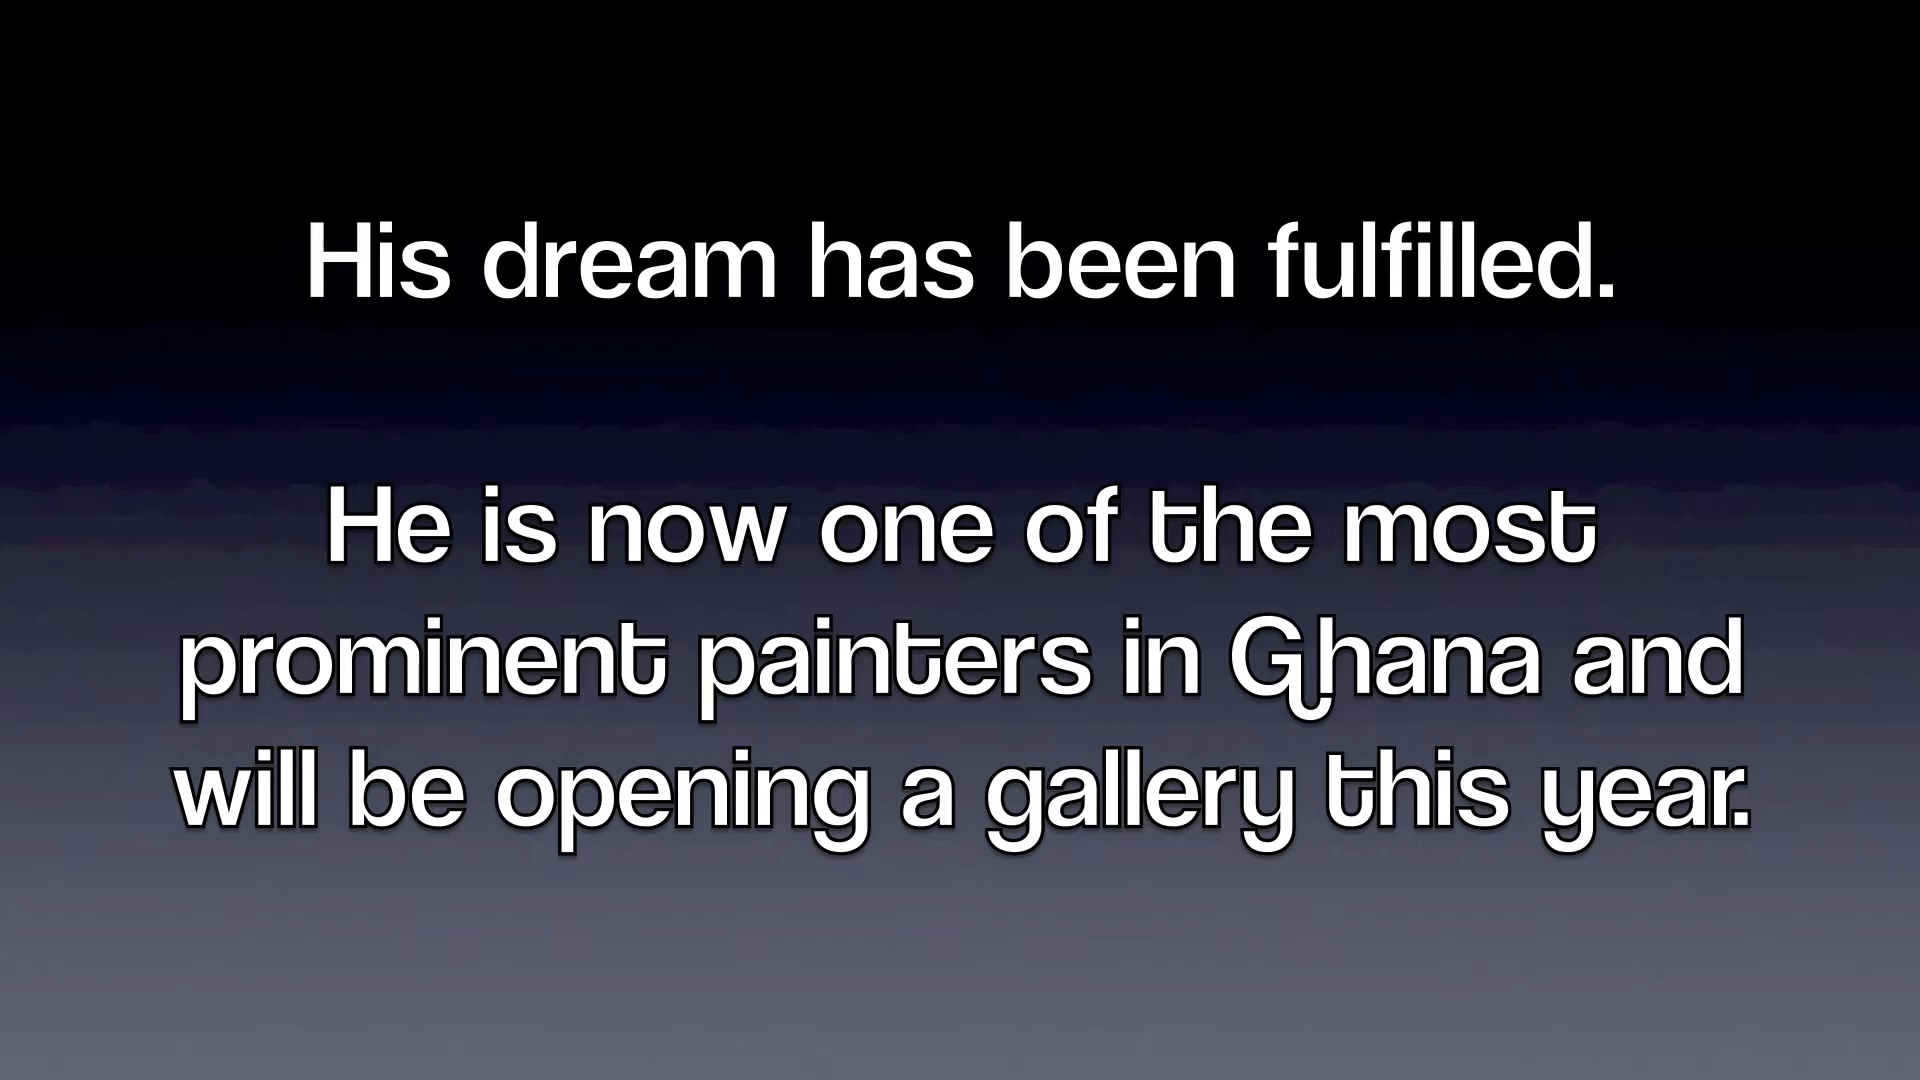 His dream has been fulfilled.
He is now one of the most
prominent painters in Ghana and
will be opening a gallery this year.